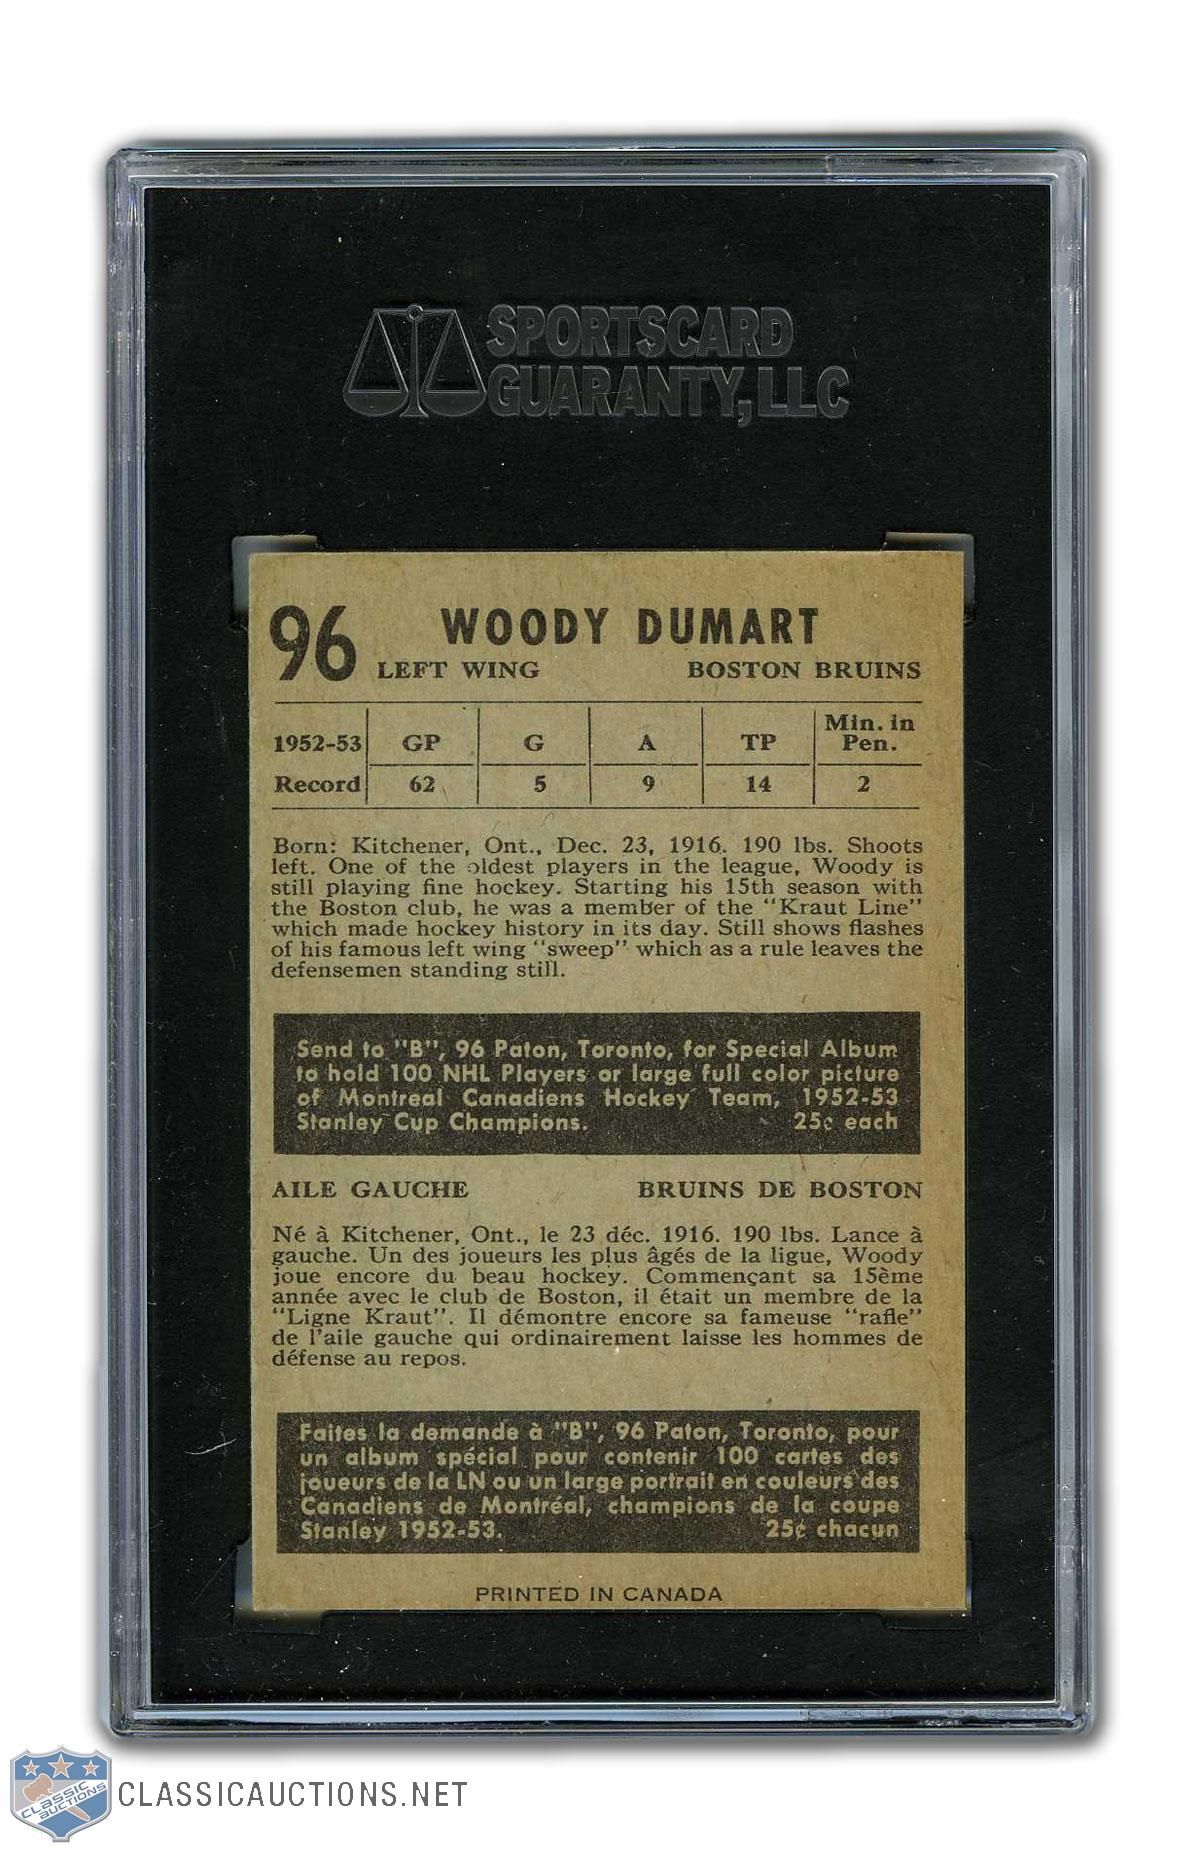 SPORTSCARD
GUARANTY, LLC
96 WOODY DUMART
LEFT WING BOSTON BRUINS
1952-53 GP G A TP Min. in Pen.
Record 62 5 9 14 2
Born: Kitchener, Ont., Dec. 23, 1916. 190 lbs. Shoots
left. One of the oldest players in the league, Woody is
still playing fine hockey. Starting his 15th season with
the Boston club, he was a member of the "Kraut Line"
which made hockey history in its day. Still shows flashes
of his famous left wing "sweep" which as a rule leaves the
defensemen standing still.
Send to "B", 96 Paton, Toronto, for Special Album
to hold 100 NHL Players or large full color picture
of Montreal Canadiens Hockey Team, 1952-53
Stanley Cup Champions. 25¢ each
AILE GAUCHE BRUINS DE BOSTON
Né à Kitchener, Ont., le 23 déc. 1916. 190 lbs. Lance à
gauche. Un des joueurs les plus âgés de la ligue, Woody
joue encore du beau hockey. Commençant sa 15ème
année avec le club de Boston, il était un membre de la
"Ligne Kraut". Il démontre encore sa fameuse "rafle"
de l'aile gauche qui ordinairement laisse les hommes de
défense au repos.
Faites la demande à "B", 96 Paton, Toronto, pour
un album spécial pour contenir 100 cartes des
joueurs de la LN ou un large portrait en couleurs des
Canadiens de Montréal, champions de la coupe
Stanley 1952-53. 25¢ chacun
PRINTED IN CANADA
CLASSIC AUCTIONS
CLASSICAUCTIONS.NET